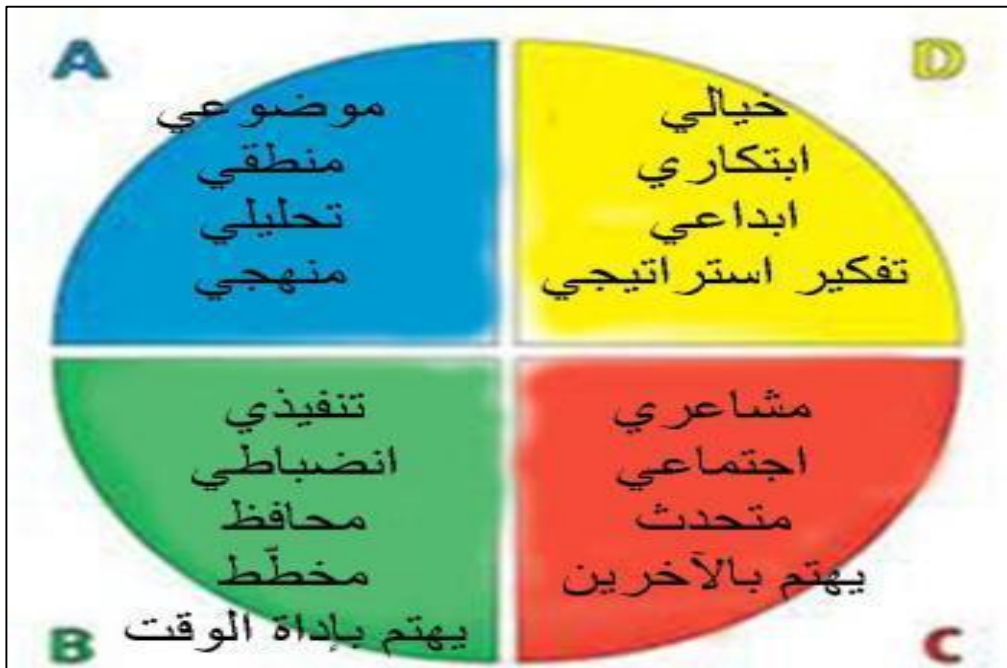 A
موضوعي
منطقي
تحليلي
منهجي
D
خيالي
ابتكاري
ابداعي
تفكير استراتيجي
B
تنفيذي
انضباطي
محافظ
مخطّط
يهتم بإداة الوقت
C
مشاعري
اجتماعي
متحدث
يهتم بالآخرين